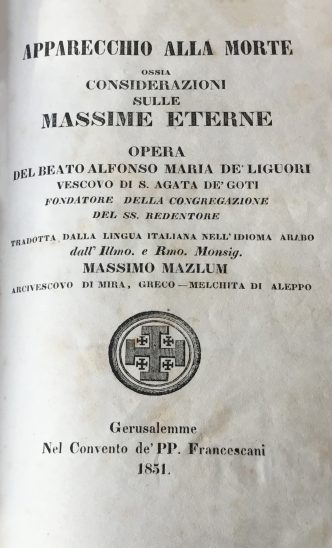 APPARECCHIO ALLA MORTE
OSSIA
CONSIDERAZIONI
SULLE
MASSIME ETERNE
OPERA
DEL BEATO ALFONSO MARIA DE' LIGUORI
VESCOVO DI S. AGATA DE' GOTI
FONDATORE DELLA CONGREGAZIONE
DEL SS. REDENTORE
TRADOTTA DALLA LINGUA ITALIANA NELL'IDIOMA ARABO
dall' Illmo. e Rmo. Monsig.
MASSIMO MAZLUM
ARCIVESCOVO DI MIRA, GRECO—MELCHITA DI ALEPPO
Gerusalemme
Nel Convento de' PP. Francescani
1851.